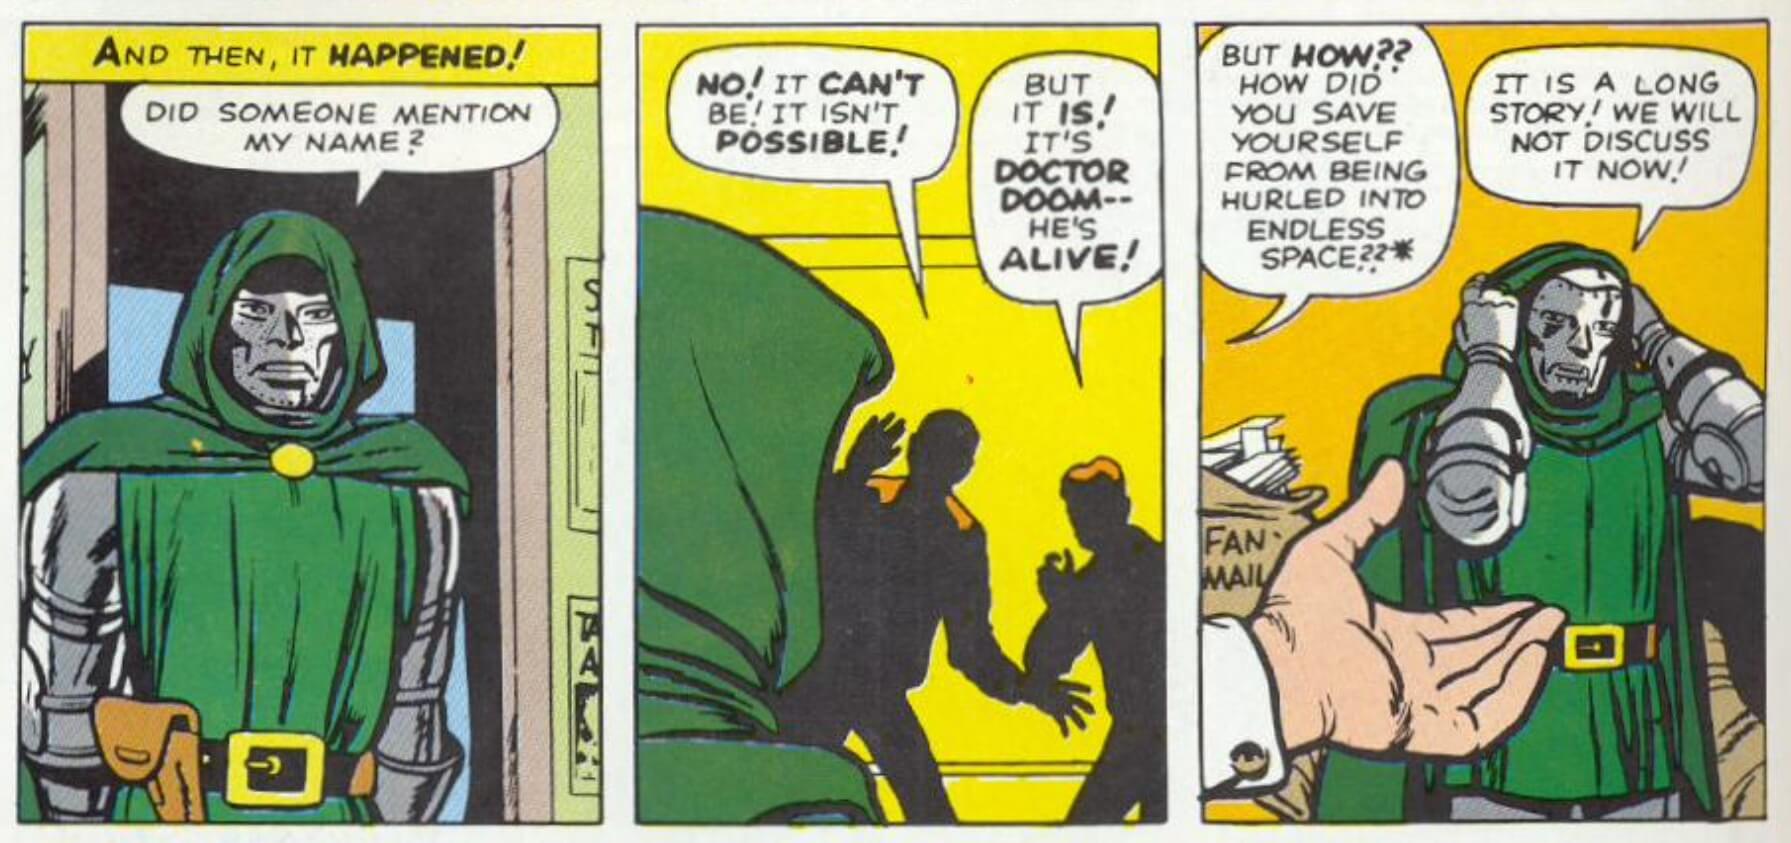 AND THEN, IT HAPPENED!
DID SOMEONE MENTION
MY NAME?
NO! IT CAN'T
BE! IT ISN'T
POSSIBLE!
BUT
IT IS!
IT'S
DOCTOR
DOOM--
HE'S
ALIVE!
BUT HOW??
HOW DID
YOU SAVE
YOURSELF
FROM BEING
HURLED INTO
ENDLESS
SPACE??*
IT IS A LONG
STORY! WE WILL
NOT DISCUSS
IT NOW!
FAN
MAIL